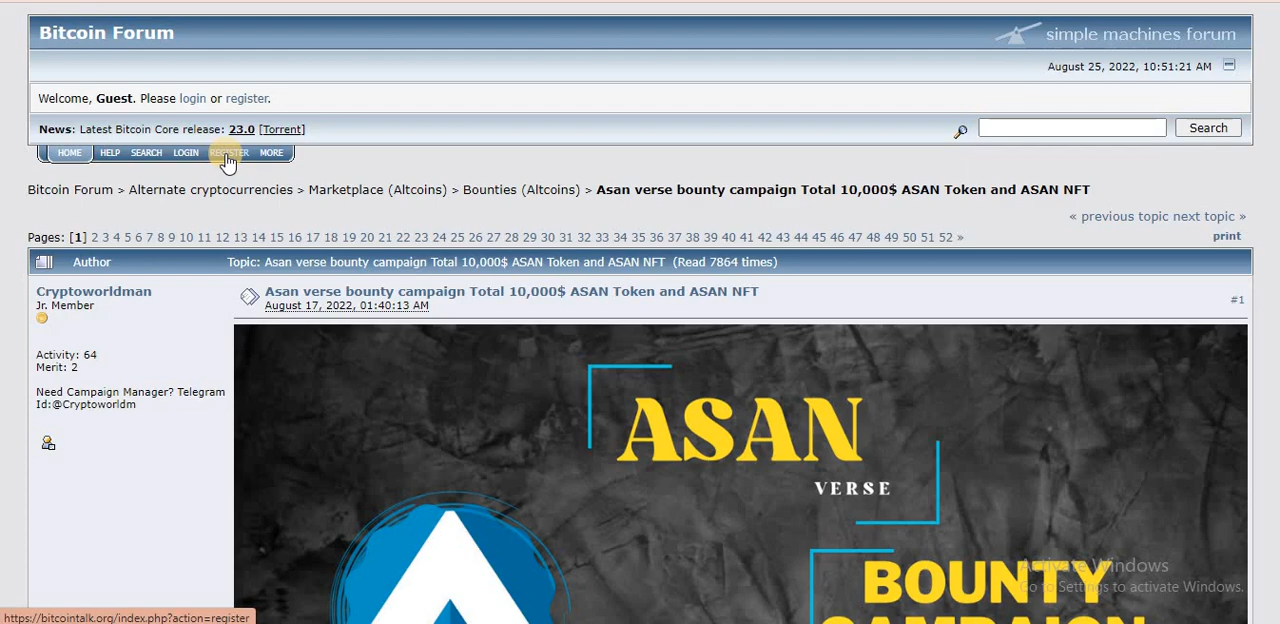 Bitcoin Forum
simple machines forum
August 25, 2022, 10:51:21 AM
Welcome, Guest. Please login or register.
News: Latest Bitcoin Core release: 23.0 [Torrent]
Search
HOME HELP SEARCH LOGIN REGISTER MORE
Bitcoin Forum > Alternate cryptocurrencies > Marketplace (Altcoins) > Bounties (Altcoins) > Asan verse bounty campaign Total 10,000$ ASAN Token and ASAN NFT
« previous topic next topic »
Pages: [1] 2 3 4 5 6 7 8 9 10 11 12 13 14 15 16 17 18 19 20 21 22 23 24 25 26 27 28 29 30 31 32 33 34 35 36 37 38 39 40 41 42 43 44 45 46 47 48 49 50 51 52 »
print
Author
Topic: Asan verse bounty campaign Total 10,000$ ASAN Token and ASAN NFT (Read 7864 times)
Cryptoworldman
Jr. Member
Asan verse bounty campaign Total 10,000$ ASAN Token and ASAN NFT
August 17, 2022, 01:40:13 AM
#1
Activity: 64
Merit: 2
Need Campaign Manager? Telegram
Id:@Cryptoworldm
ASAN
VERSE
BOUNTY
CAMPAIGN
Activate Windows
Go to Settings to activate Windows.
https://bitcointalk.org/index.php?action=register